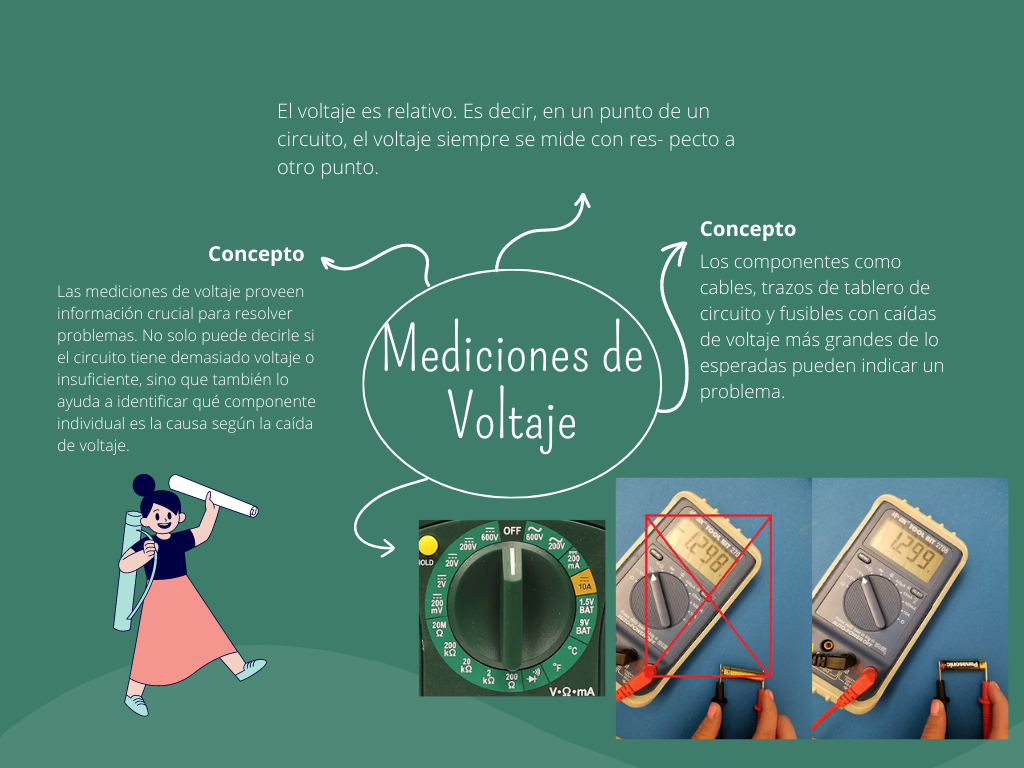 El voltaje es relativo. Es decir, en un punto de un
circuito, el voltaje siempre se mide con res- pecto a
otro punto.
Concepto
Las mediciones de voltaje proveen
información crucial para resolver
problemas. No solo puede decirle si
el circuito tiene demasiado voltaje o
insuficiente, sino que también lo
ayuda a identificar qué componente
individual es la causa según la caída
de voltaje.
Mediciones de
Voltaje
Concepto
Los componentes como
cables, trazos de tablero de
circuito y fusibles con caídas
de voltaje más grandes de lo
esperadas pueden indicar un
problema.
HOLD
OFF
600V
200V
200
mA
10A
1.5V
BAT
9V
BAT
°C
°F
200
Ω
2
kΩ
20
kΩ
200
kΩ
20M
Ω
200
mV
2V
20V
200V
600V
V•Ω•mA
1.298
1.299
Panasonic